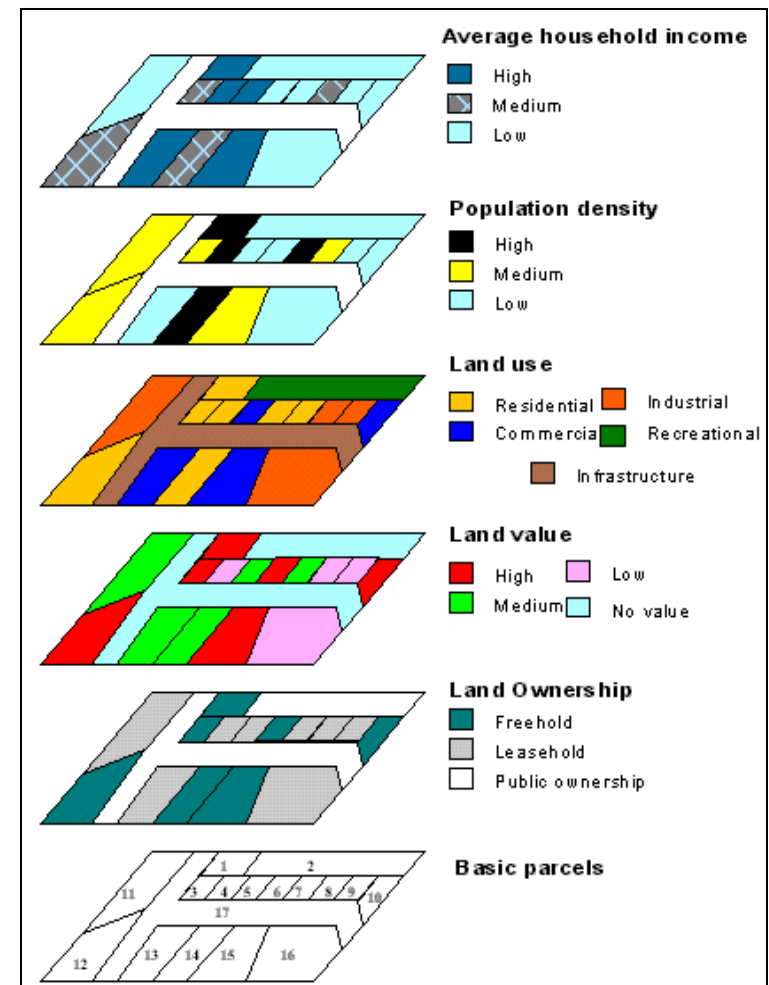 Average household income
High
Medium
Low
Population density
High
Medium
Low
Land use
Residential Industrial
Commercia Recreational
Infrastructure
Land value
High Low
Medium No value
Land Ownership
Freehold
Leasehold
Public ownership
Basic parcels
1 2
11 3 4 5 6 7 8 9 10
17
12 13 14 15 16